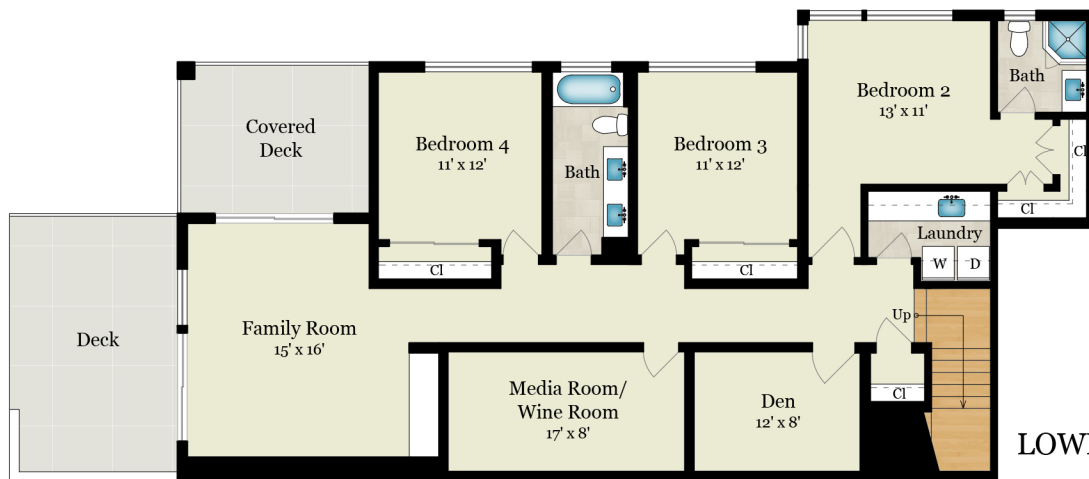 Bedroom 2
13' x 11'
Bath
Cl
Cl
Covered
Deck
Bedroom 4
11' x 12'
Bath
Bedroom 3
11' x 12'
Laundry
W
D
Cl
Cl
Up
Deck
Family Room
15' x 16'
Media Room/
Wine Room
17' x 8'
Den
12' x 8'
Cl